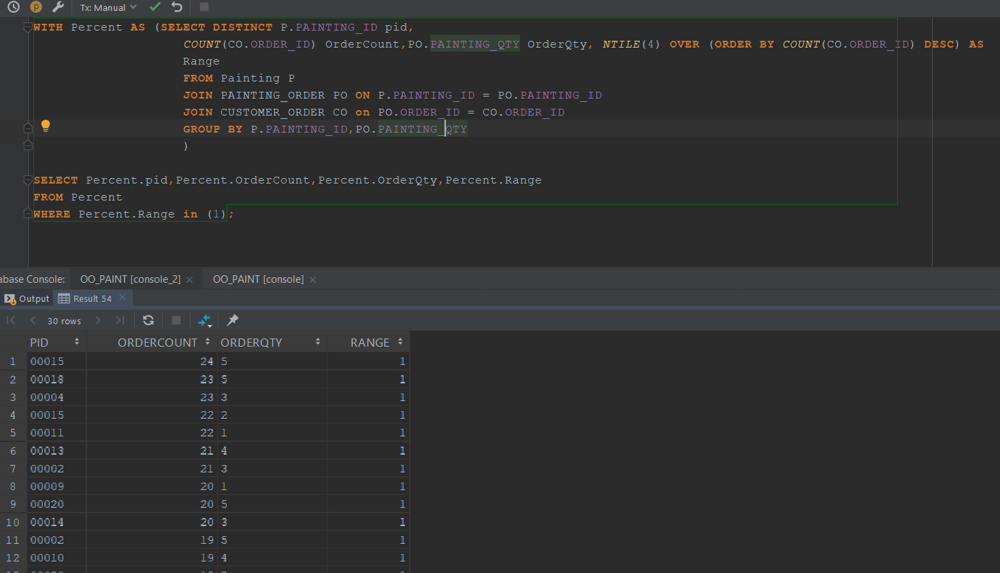 p Tx: Manual
WITH Percent AS (SELECT DISTINCT P.PAINTING_ID pid,
COUNT(CO.ORDER_ID) OrderCount,PO.PAINTING_QTY OrderQty, NTILE(4) OVER (ORDER BY COUNT(CO.ORDER_ID) DESC) AS
Range
FROM Painting P
JOIN PAINTING_ORDER PO ON P.PAINTING_ID = PO.PAINTING_ID
JOIN CUSTOMER_ORDER CO on PO.ORDER_ID = CO.ORDER_ID
GROUP BY P.PAINTING_ID,PO.PAINTING_QTY
)
SELECT Percent.pid,Percent.OrderCount,Percent.OrderQty,Percent.Range
FROM Percent
WHERE Percent.Range in (1);
abase Console: OO_PAINT [console_2] OO_PAINT [console]
Output Result 54
30 rows
PID ORDERCOUNT ORDERQTY RANGE
1 00015 24 5 1
2 00018 23 5 1
3 00004 23 3 1
4 00015 22 2 1
5 00011 22 1 1
6 00013 21 4 1
7 00002 21 3 1
8 00009 20 1 1
9 00020 20 5 1
10 00014 20 3 1
11 00002 19 5 1
12 00010 19 4 1